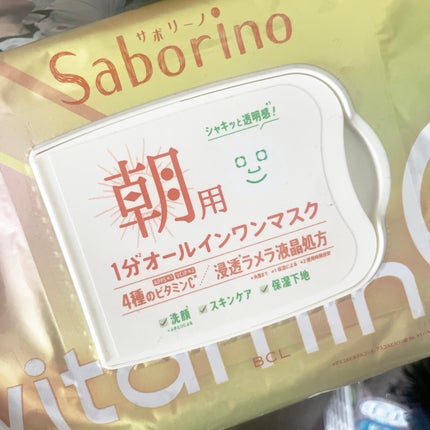 サボリーノ
Saborino
シャキッと透明感!
朝用
1分オールインワンマスク
4種のビタミンC
浸透ラメラ液晶処方
洗顔
スキンケア
保湿下地
BCL
vitamin